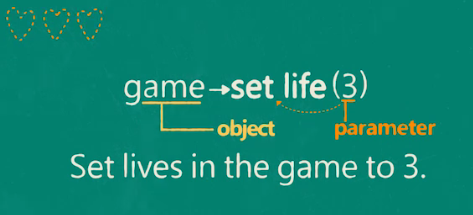 game→set life (3)
object
parameter
Set lives in the game to 3.